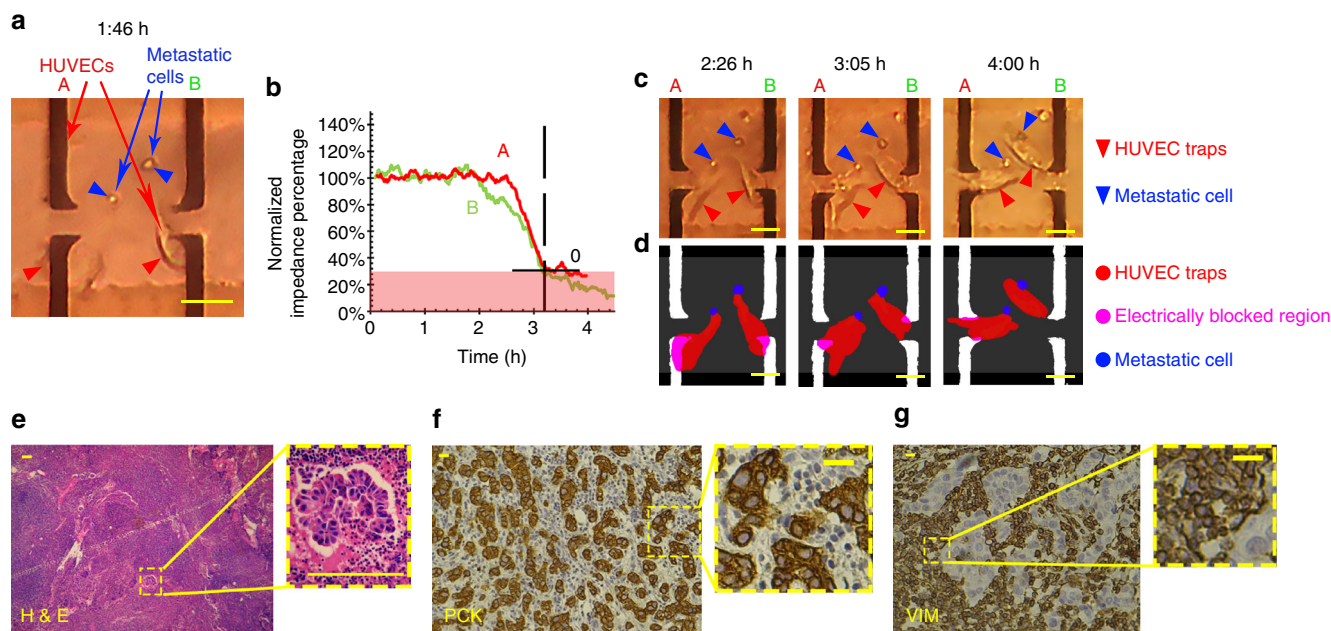 a
1:46 h
HUVECs
Metastatic
cells
A
B
b
Normalized
impedance percentage
140%
120%
100%
80%
60%
40%
20%
0%
A
B
0
0
1
2
3
4
Time (h)
c
2:26 h
3:05 h
4:00 h
A
B
A
B
A
B
HUVEC traps
Metastatic cell
d
HUVEC traps
Electrically blocked region
Metastatic cell
e
H & E
f
PCK
g
VIM